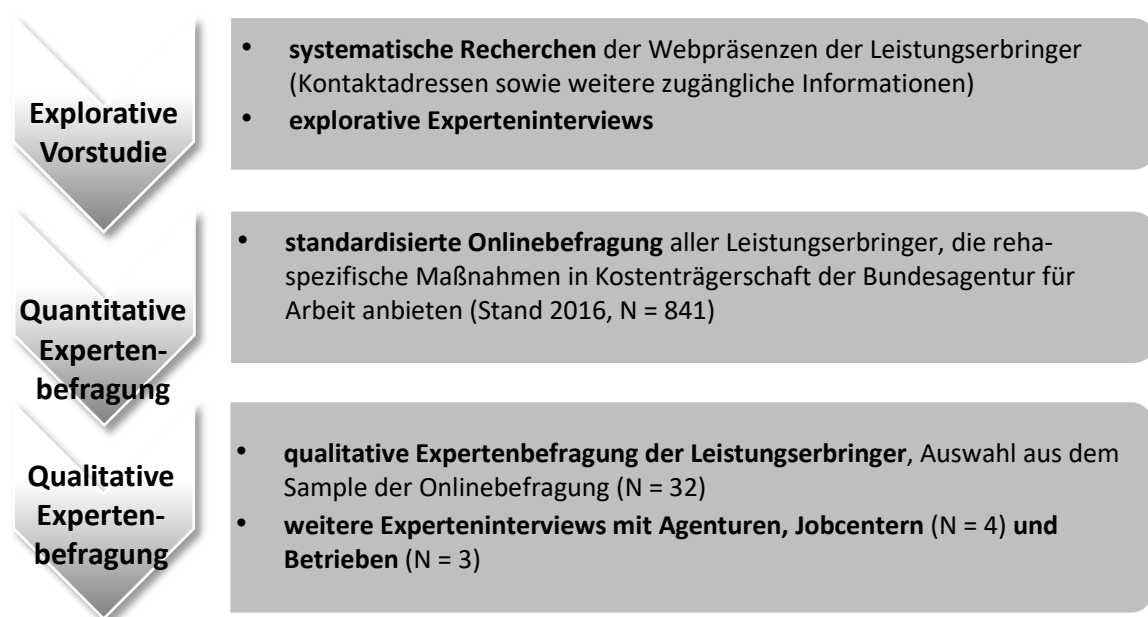 Explorative
Vorstudie
• systematische Recherchen der Webpräsenzen der Leistungserbringer
(Kontaktadressen sowie weitere zugängliche Informationen)
• explorative Experteninterviews
Quantitative
Experten-
befragung
• standardisierte Onlinebefragung aller Leistungserbringer, die reha-
spezifische Maßnahmen in Kostenträgerschaft der Bundesagentur für
Arbeit anbieten (Stand 2016, N = 841)
Qualitative
Experten-
befragung
• qualitative Expertenbefragung der Leistungserbringer, Auswahl aus dem
Sample der Onlinebefragung (N = 32)
• weitere Experteninterviews mit Agenturen, Jobcentern (N = 4) und
Betrieben (N = 3)